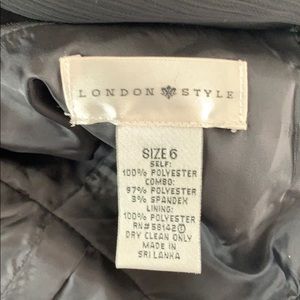 LONDON STYLE
SIZE 6
SELF:
100% POLYESTER
COMBO:
97% POLYESTER
3% SPANDEX
LINING:
100% POLYESTER
RN#58142
DRY CLEAN ONLY
MADE IN
SRI LANKA